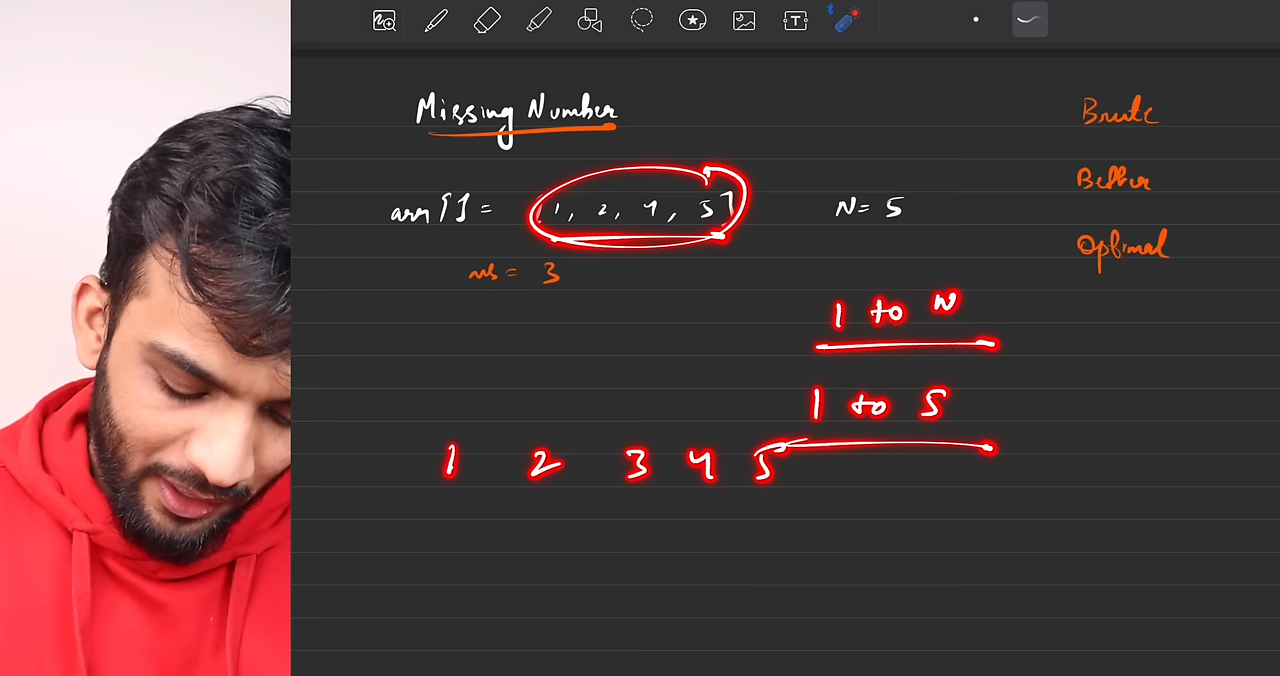 Missing Number
arr[] = [1, 2, 4, 5]
N = 5
ans = 3
1 to N
1 to 5
1 2 3 4 5
Brute
Better
Optimal
T